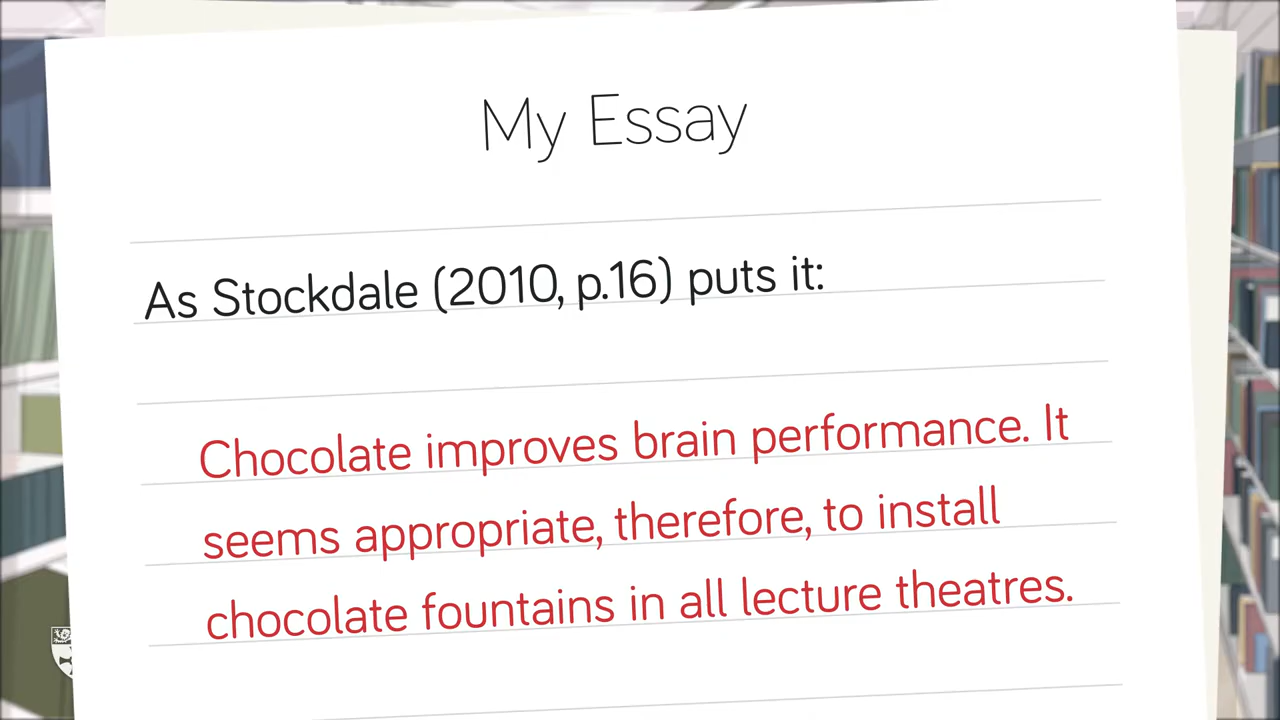 My Essay
As Stockdale (2010, p.16) puts it:
Chocolate improves brain performance. It
seems appropriate, therefore, to install
chocolate fountains in all lecture theatres.